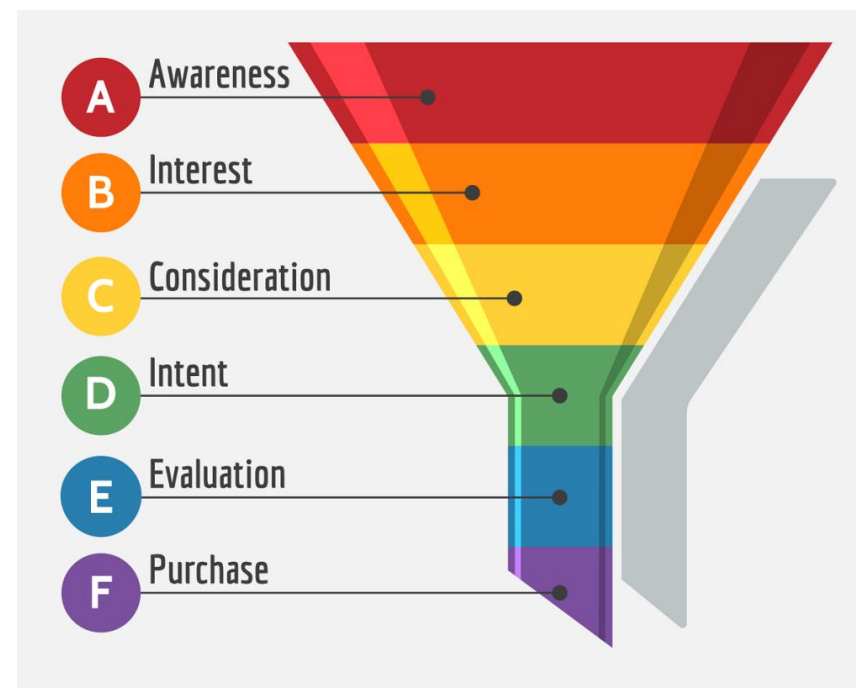 A Awareness
B Interest
C Consideration
D Intent
E Evaluation
F Purchase